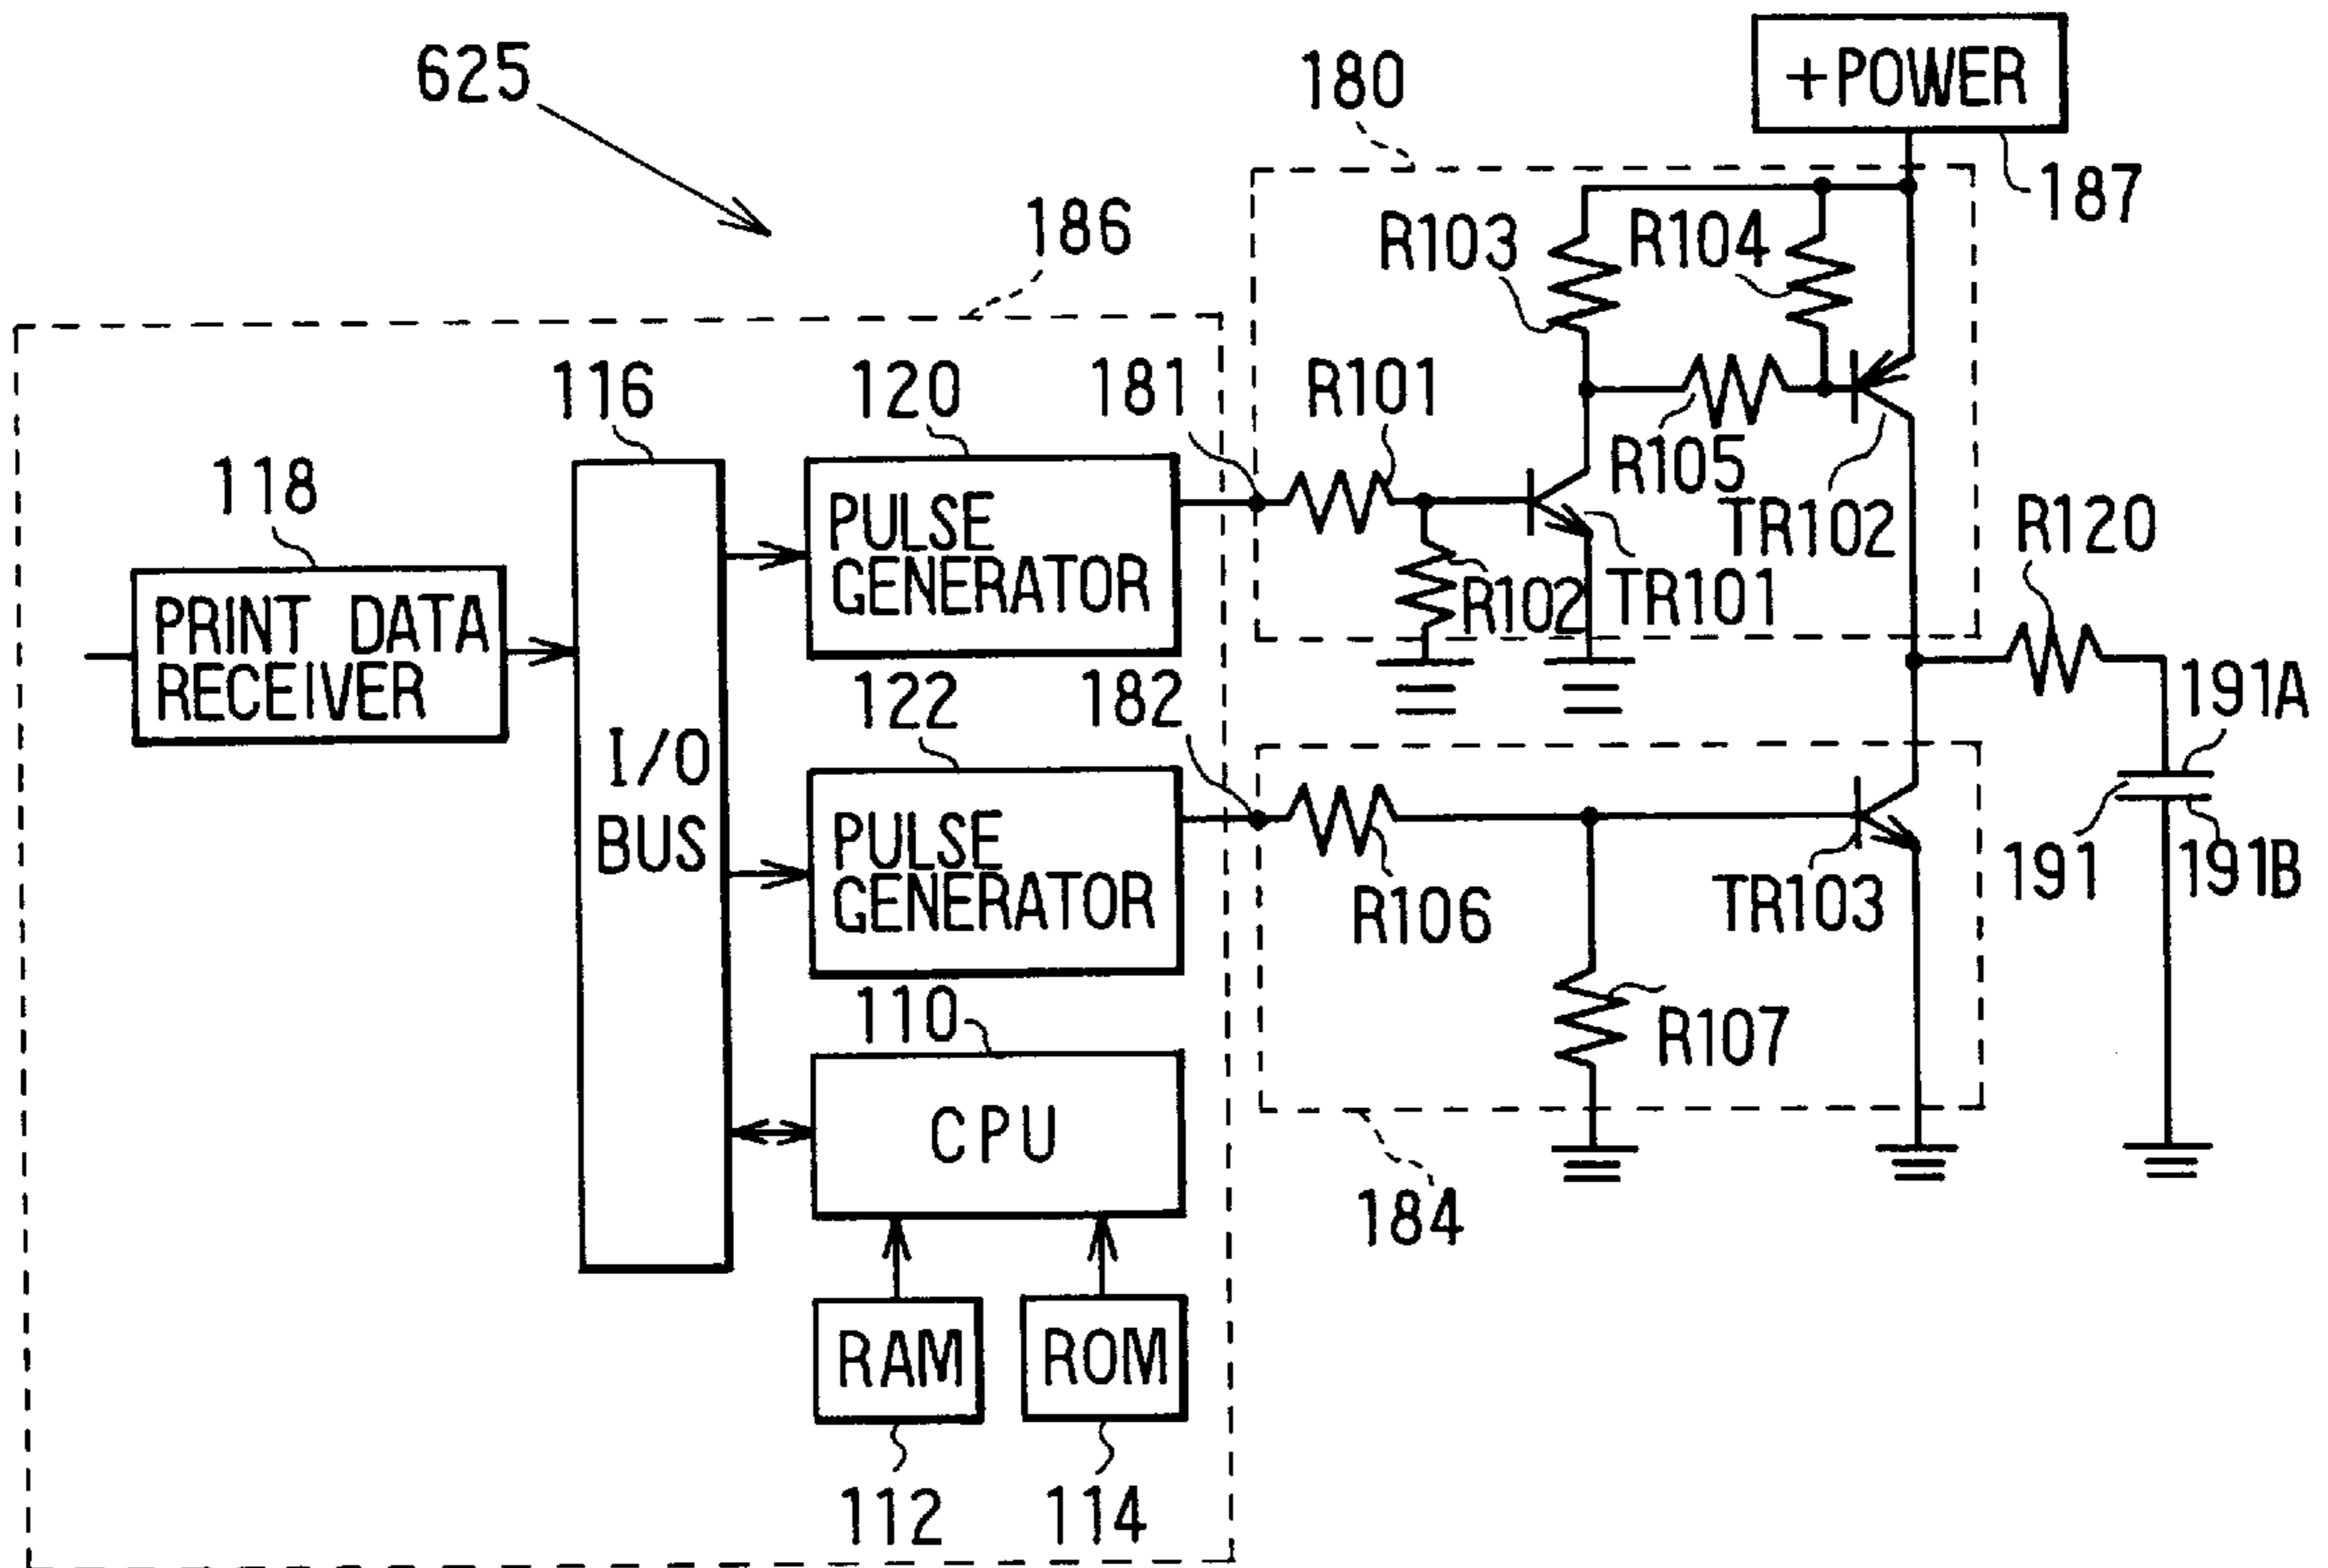 625
180
+POWER
187
186
R103
R104
116
120
181
R101
R105
118
PULSE
GENERATOR
TR102
R120
PRINT DATA
RECEIVER
R102
TR101
122
182
191A
I/O
BUS
PULSE
GENERATOR
R106
TR103
191
191B
110
R107
CPU
184
RAM
ROM
112
114